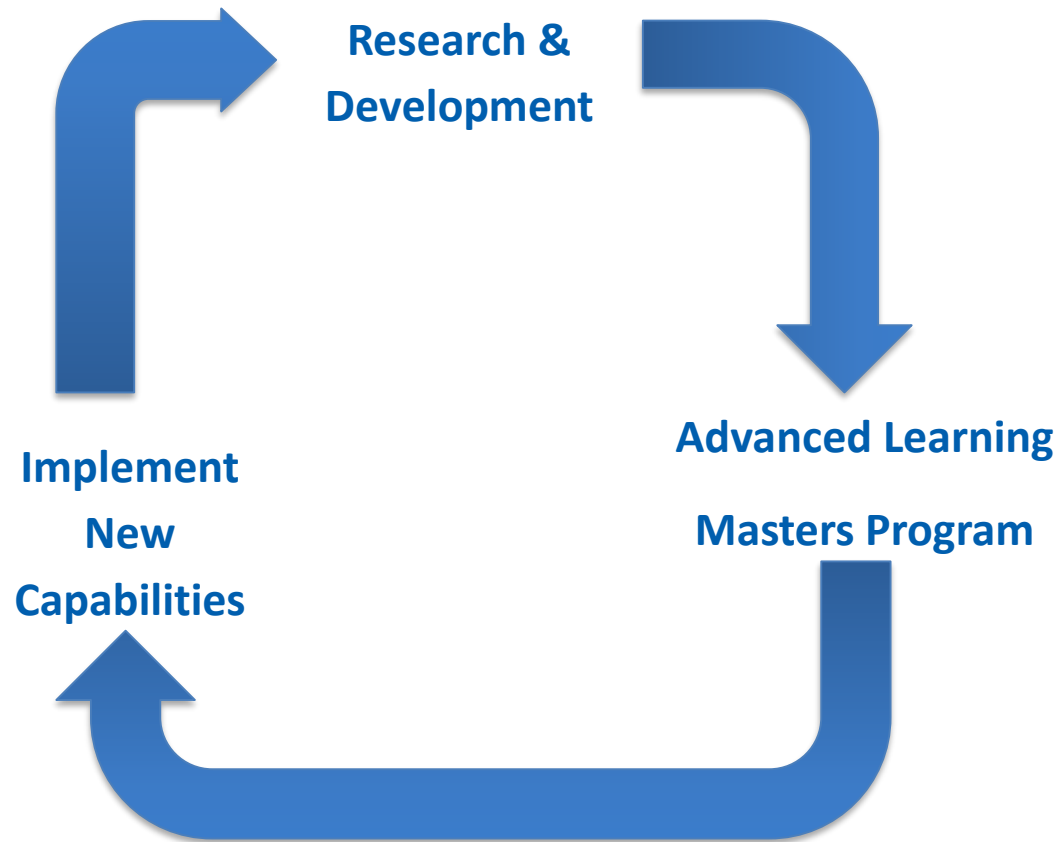 Research &
Development
Advanced Learning
Masters Program
Implement
New
Capabilities